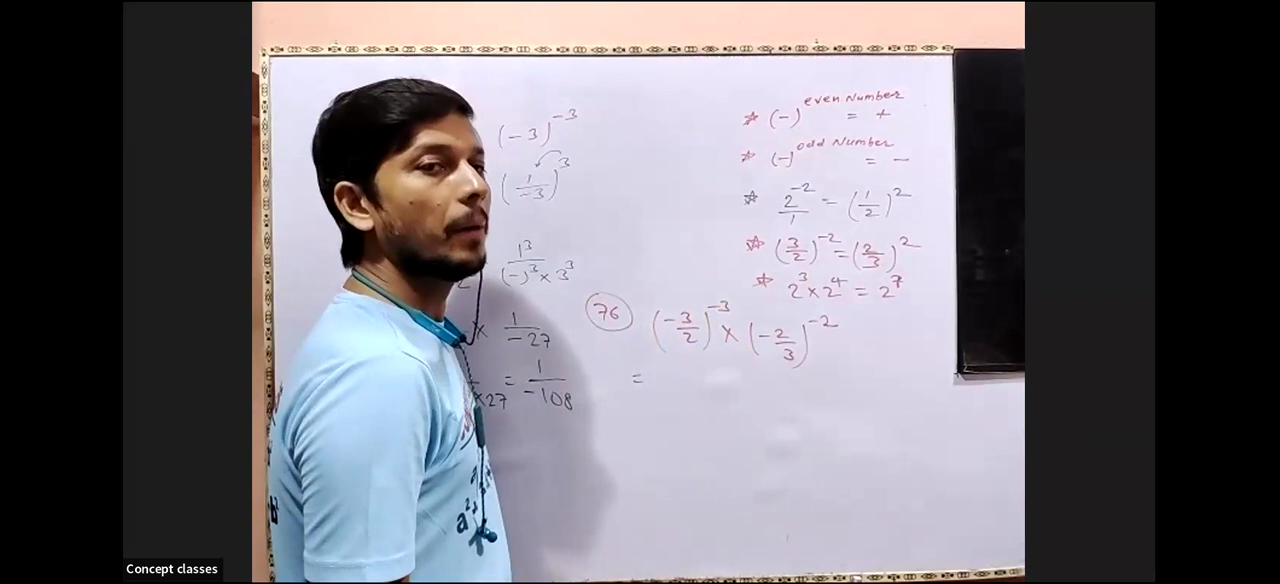 (-3)^-3
(1/-3)^3
1^3/((-)^3 × 3^3)
× 1/-27
×27 = 1/-108
☆ (-)^even Number = +
☆ (-)^odd Number = -
☆ 2^-2/1 = (1/2)^2
☆ (3/2)^-2 = (2/3)^2
☆ 2^3 × 2^4 = 2^7
76 (-3/2)^-3 × (-2/3)^-2
=
a^2
Concept classes